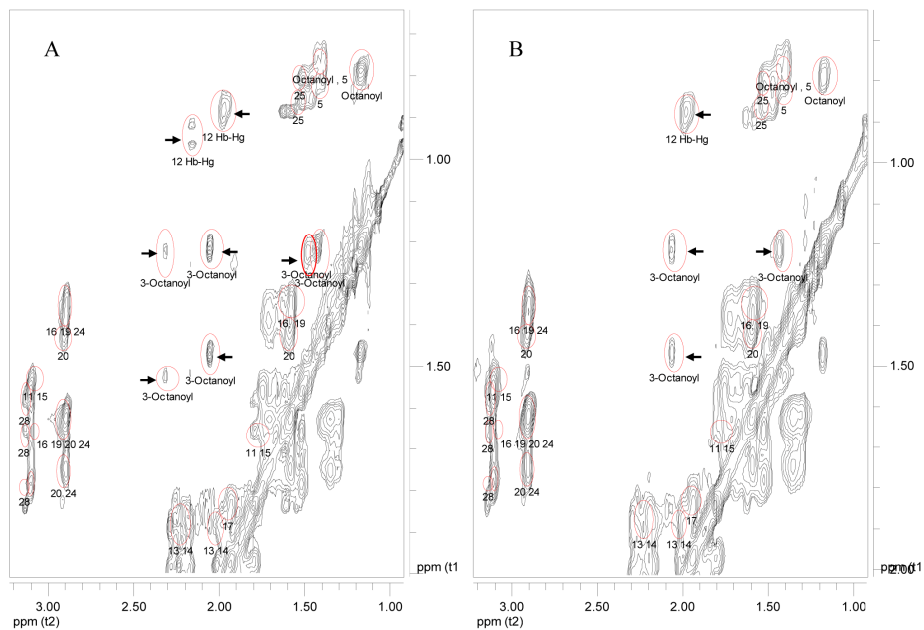 A
Octanoyl , 5
25
5
Octanoyl
25
12 Hb-Hg
12 Hb-Hg
1.00
3-Octanoyl
3-Octanoyl
3-Octanoyl
3-Octanoyl
16 19 24
20
16, 19
20
3-Octanoyl
3-Octanoyl
1.50
11 15
28
28
16 19 20 24
11 15
20 24
28
17
13 14
13 14
ppm (t1
3.00
2.50
2.00
1.50
1.00
ppm (t2)
B
Octanoyl , 5
25
5
Octanoyl
25
12 Hb-Hg
1.00
3-Octanoyl
3-Octanoyl
16 19 24
20
16, 19
20
3-Octanoyl
1.50
11 15
28
28
16 19 20 24
11 15
20 24
28
17
13 14
13 14
2.00
ppm (t1
3.00
2.50
2.00
1.50
1.00
ppm (t2)